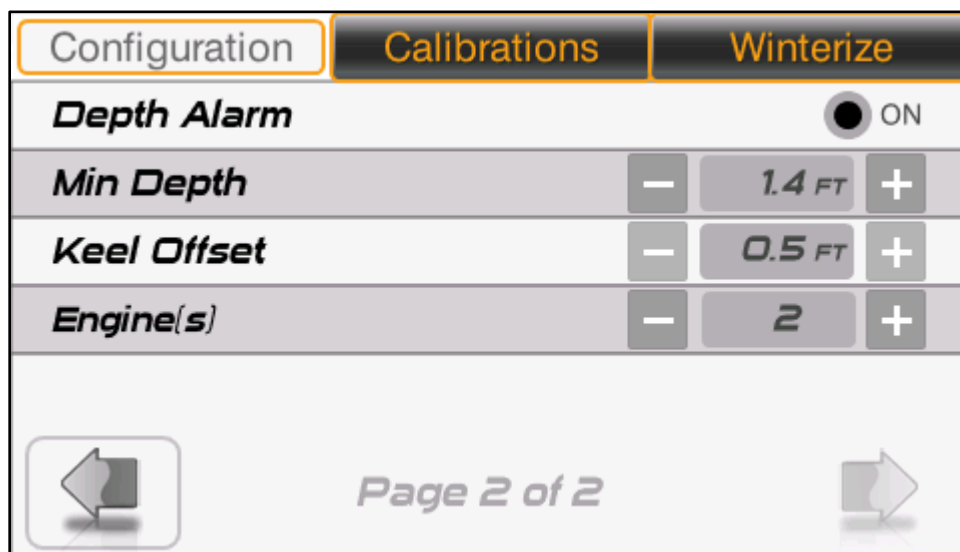 Configuration Calibrations Winterize
Depth Alarm ON
Min Depth − 1.4 FT +
Keel Offset − 0.5 FT +
Engine(s) − 2 +
Page 2 of 2